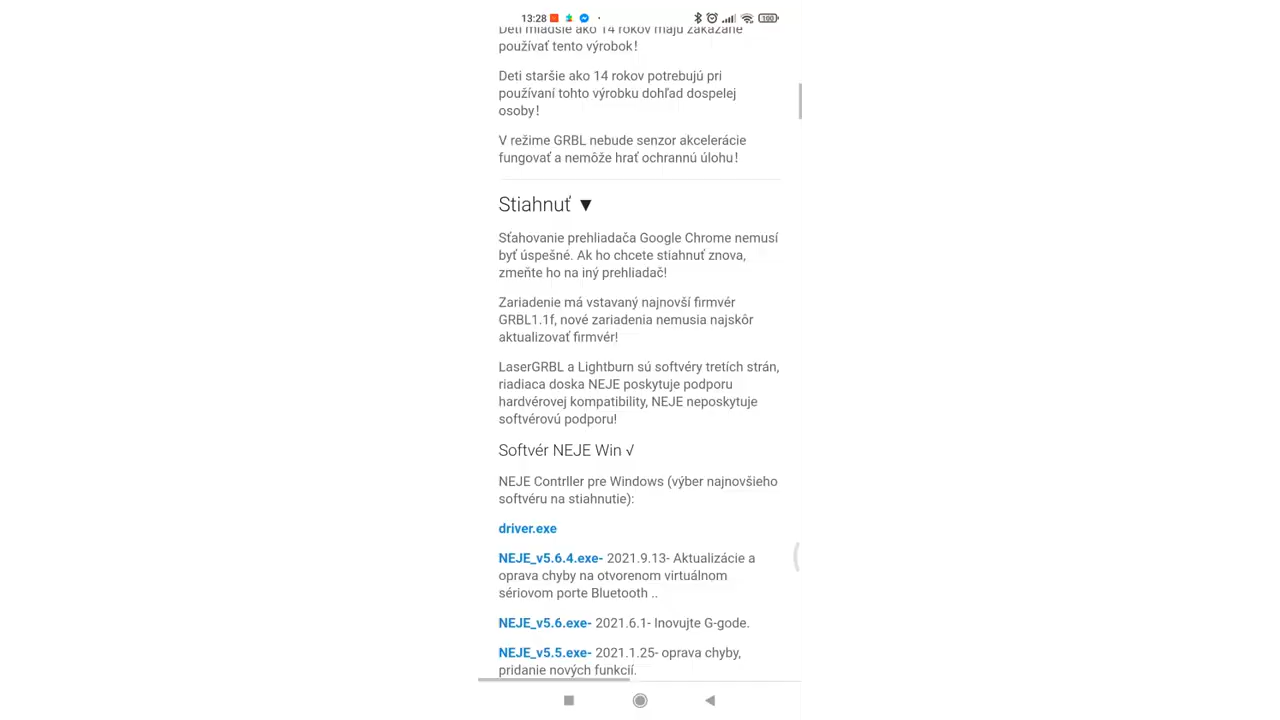 13:28
100
Deti mladšie ako 14 rokov majú zakázané
používať tento výrobok!
Deti staršie ako 14 rokov potrebujú pri
používaní tohto výrobku dohľad dospelej
osoby!
V režime GRBL nebude senzor akcelerácie
fungovať a nemôže hrať ochrannú úlohu!
Stiahnuť ▼
Sťahovanie prehliadača Google Chrome nemusí
byť úspešné. Ak ho chcete stiahnuť znova,
zmeňte ho na iný prehliadač!
Zariadenie má vstavaný najnovší firmvér
GRBL1.1f, nové zariadenia nemusia najskôr
aktualizovať firmvér!
LaserGRBL a Lightburn sú softvéry tretích strán,
riadiaca doska NEJE poskytuje podporu
hardvérovej kompatibility, NEJE neposkytuje
softvérovú podporu!
Softvér NEJE Win √
NEJE Contrller pre Windows (výber najnovšieho
softvéru na stiahnutie):
driver.exe
NEJE_v5.6.4.exe- 2021.9.13- Aktualizácie a
oprava chyby na otvorenom virtuálnom
sériovom porte Bluetooth ..
NEJE_v5.6.exe- 2021.6.1- Inovujte G-gode.
NEJE_v5.5.exe- 2021.1.25- oprava chyby,
pridanie nových funkcií.